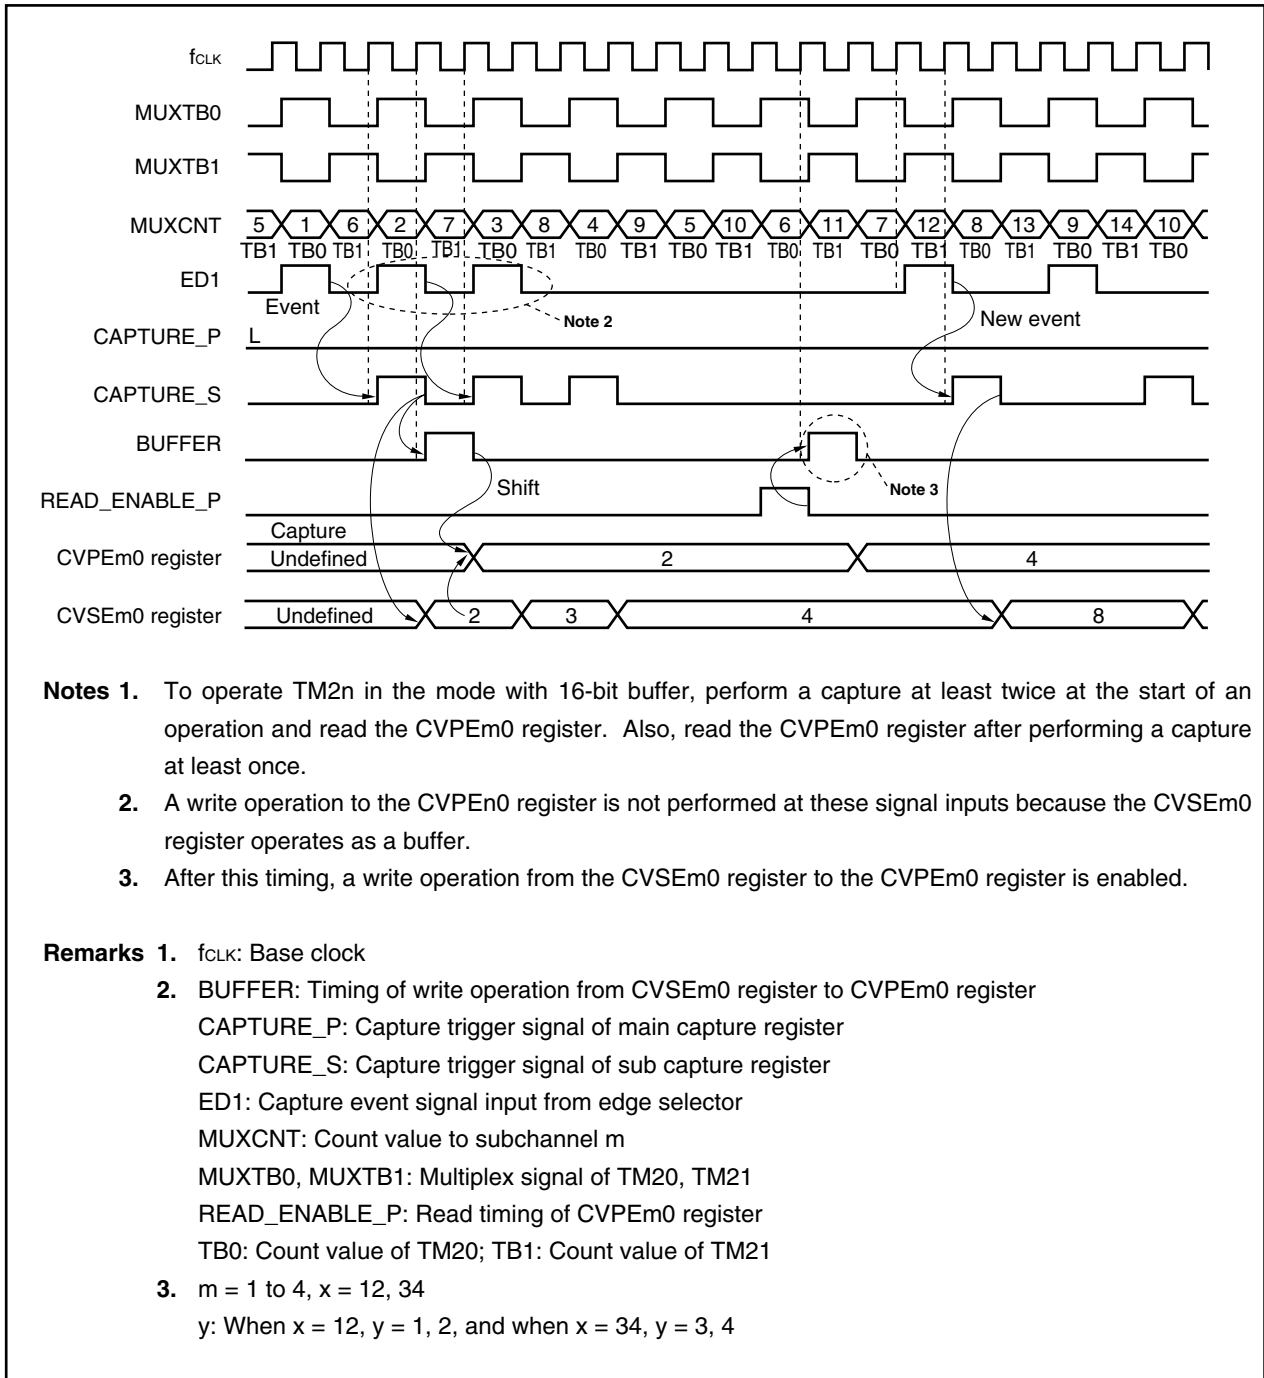 fCLK
MUXTB0
MUXTB1
MUXCNT 5 1 6 2 7 3 8 4 9 5 10 6 11 7 12 8 13 9 14 10
TB1 TB0 TB1 TB0 TB1 TB0 TB1 TB0 TB1 TB0 TB1 TB0 TB1 TB0 TB1 TB0 TB1 TB0 TB1 TB0
ED1
Event Note 2 New event
CAPTURE_P L
CAPTURE_S
BUFFER
Shift Note 3
READ_ENABLE_P
Capture
CVPEm0 register Undefined 2 4
CVSEm0 register Undefined 2 3 4 8
Notes 1. To operate TM2n in the mode with 16-bit buffer, perform a capture at least twice at the start of an
operation and read the CVPEm0 register. Also, read the CVPEm0 register after performing a capture
at least once.
2. A write operation to the CVPEn0 register is not performed at these signal inputs because the CVSEm0
register operates as a buffer.
3. After this timing, a write operation from the CVSEm0 register to the CVPEm0 register is enabled.
Remarks 1. fCLK: Base clock
2. BUFFER: Timing of write operation from CVSEm0 register to CVPEm0 register
CAPTURE_P: Capture trigger signal of main capture register
CAPTURE_S: Capture trigger signal of sub capture register
ED1: Capture event signal input from edge selector
MUXCNT: Count value to subchannel m
MUXTB0, MUXTB1: Multiplex signal of TM20, TM21
READ_ENABLE_P: Read timing of CVPEm0 register
TB0: Count value of TM20; TB1: Count value of TM21
3. m = 1 to 4, x = 12, 34
y: When x = 12, y = 1, 2, and when x = 34, y = 3, 4